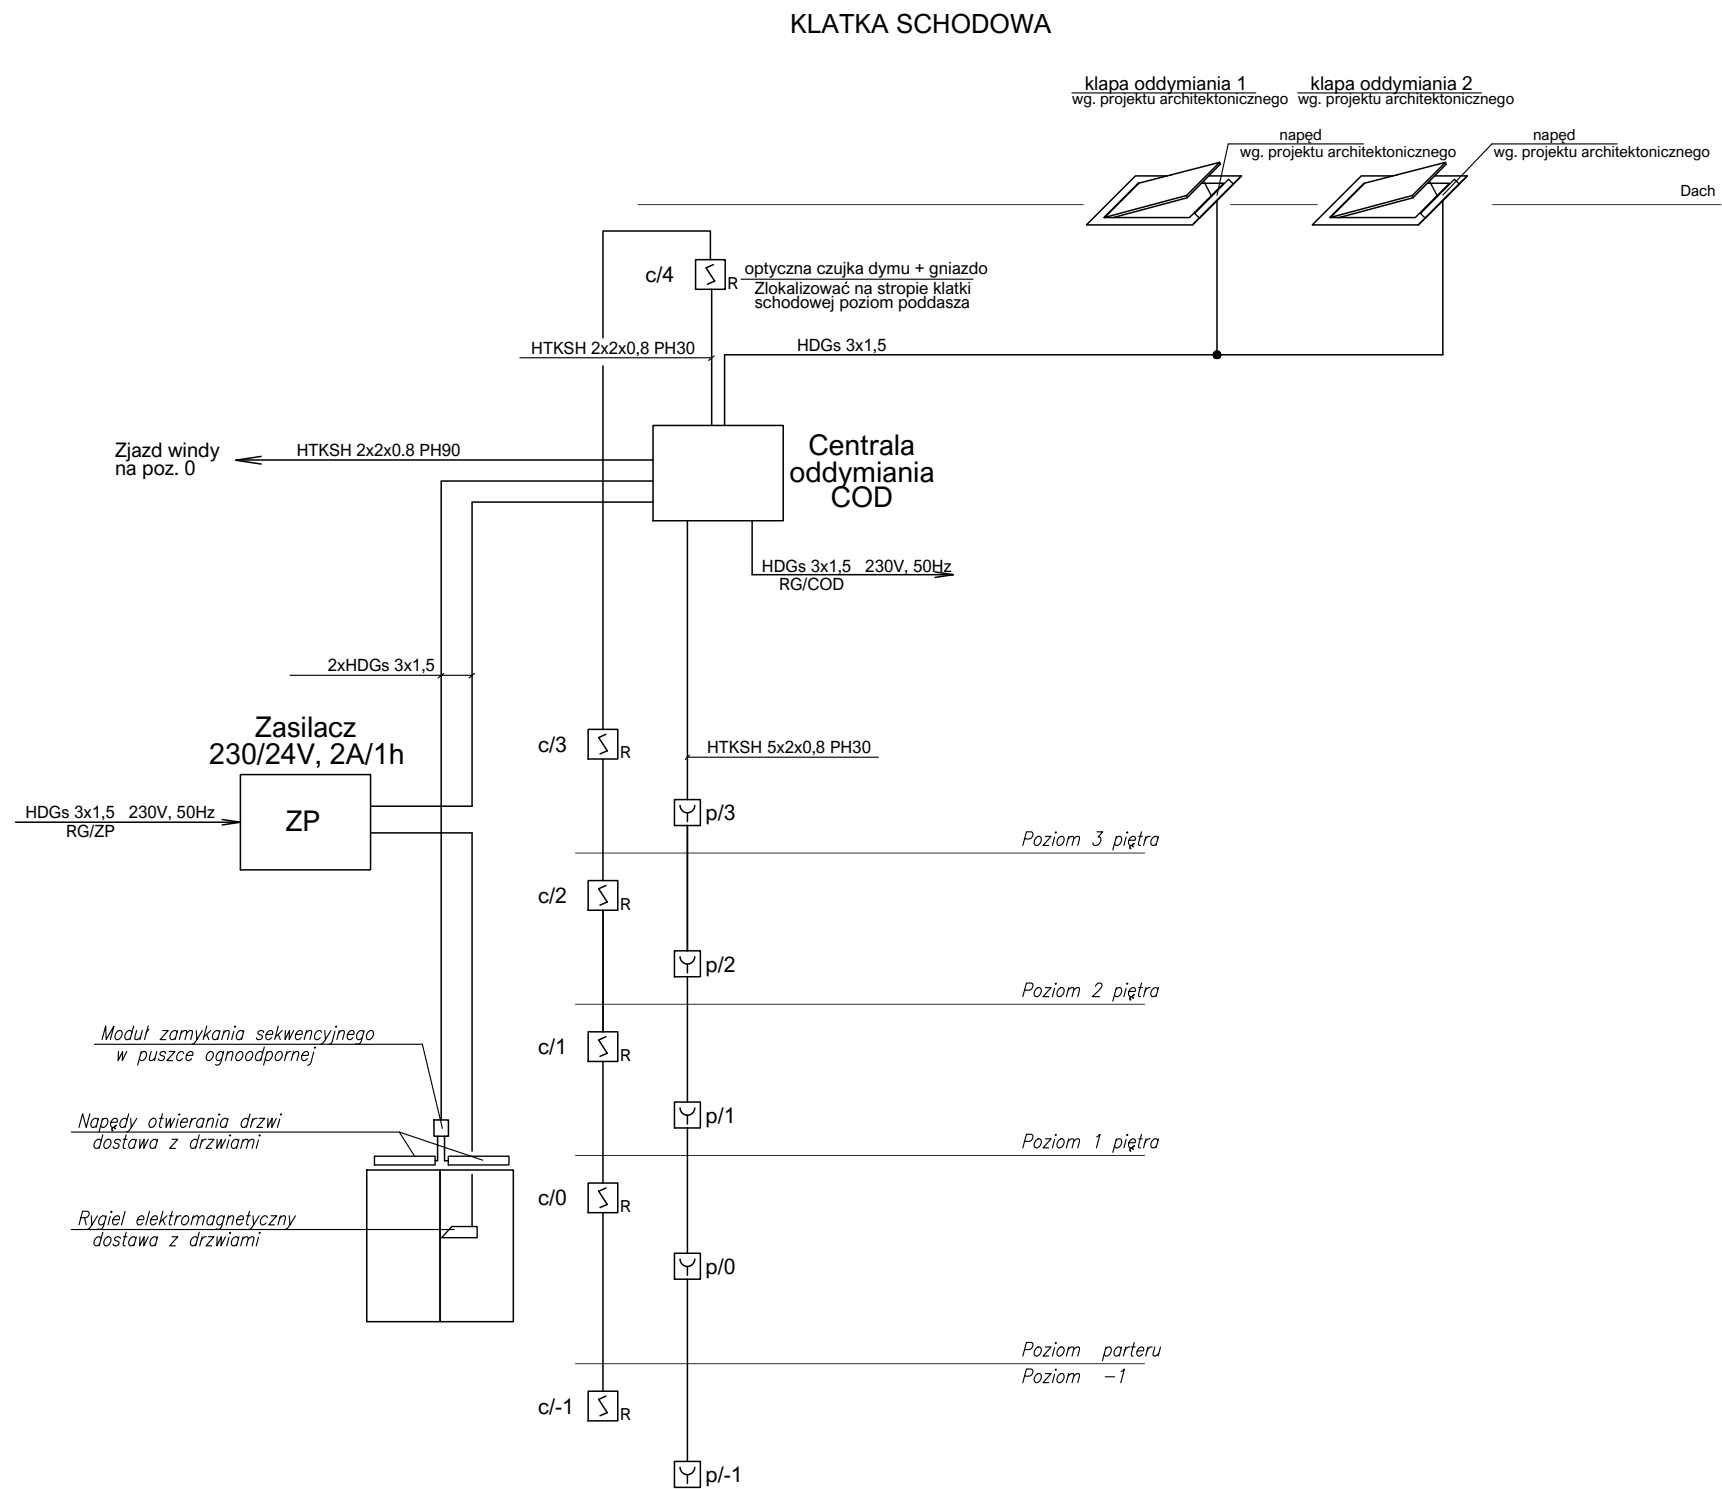 KLATKA SCHODOWA
klapa oddymiania 1
wg. projektu architektonicznego
klapa oddymiania 2
wg. projektu architektonicznego
napęd
wg. projektu architektonicznego
napęd
wg. projektu architektonicznego
Dach
c/4
R
optyczna czujka dymu + gniazdo
Zlokalizować na stropie klatki
schodowej poziom poddasza
HTKSH 2x2x0,8 PH30
HDGs 3x1,5
Zjazd windy
na poz. 0
HTKSH 2x2x0.8 PH90
Centrala
oddymiania
COD
HDGs 3x1,5 230V, 50Hz
RG/COD
2xHDGs 3x1,5
Zasilacz
230/24V, 2A/1h
ZP
HDGs 3x1,5 230V, 50Hz
RG/ZP
c/3
R
HTKSH 5x2x0,8 PH30
p/3
Poziom 3 piętra
c/2
R
p/2
Poziom 2 piętra
Moduł zamykania sekwencyjnego
w puszce ognoodpornej
c/1
R
p/1
Napędy otwierania drzwi
dostawa z drzwiami
Poziom 1 piętra
c/0
R
Rygiel elektromagnetyczny
dostawa z drzwiami
p/0
Poziom parteru
Poziom -1
c/-1
R
p/-1